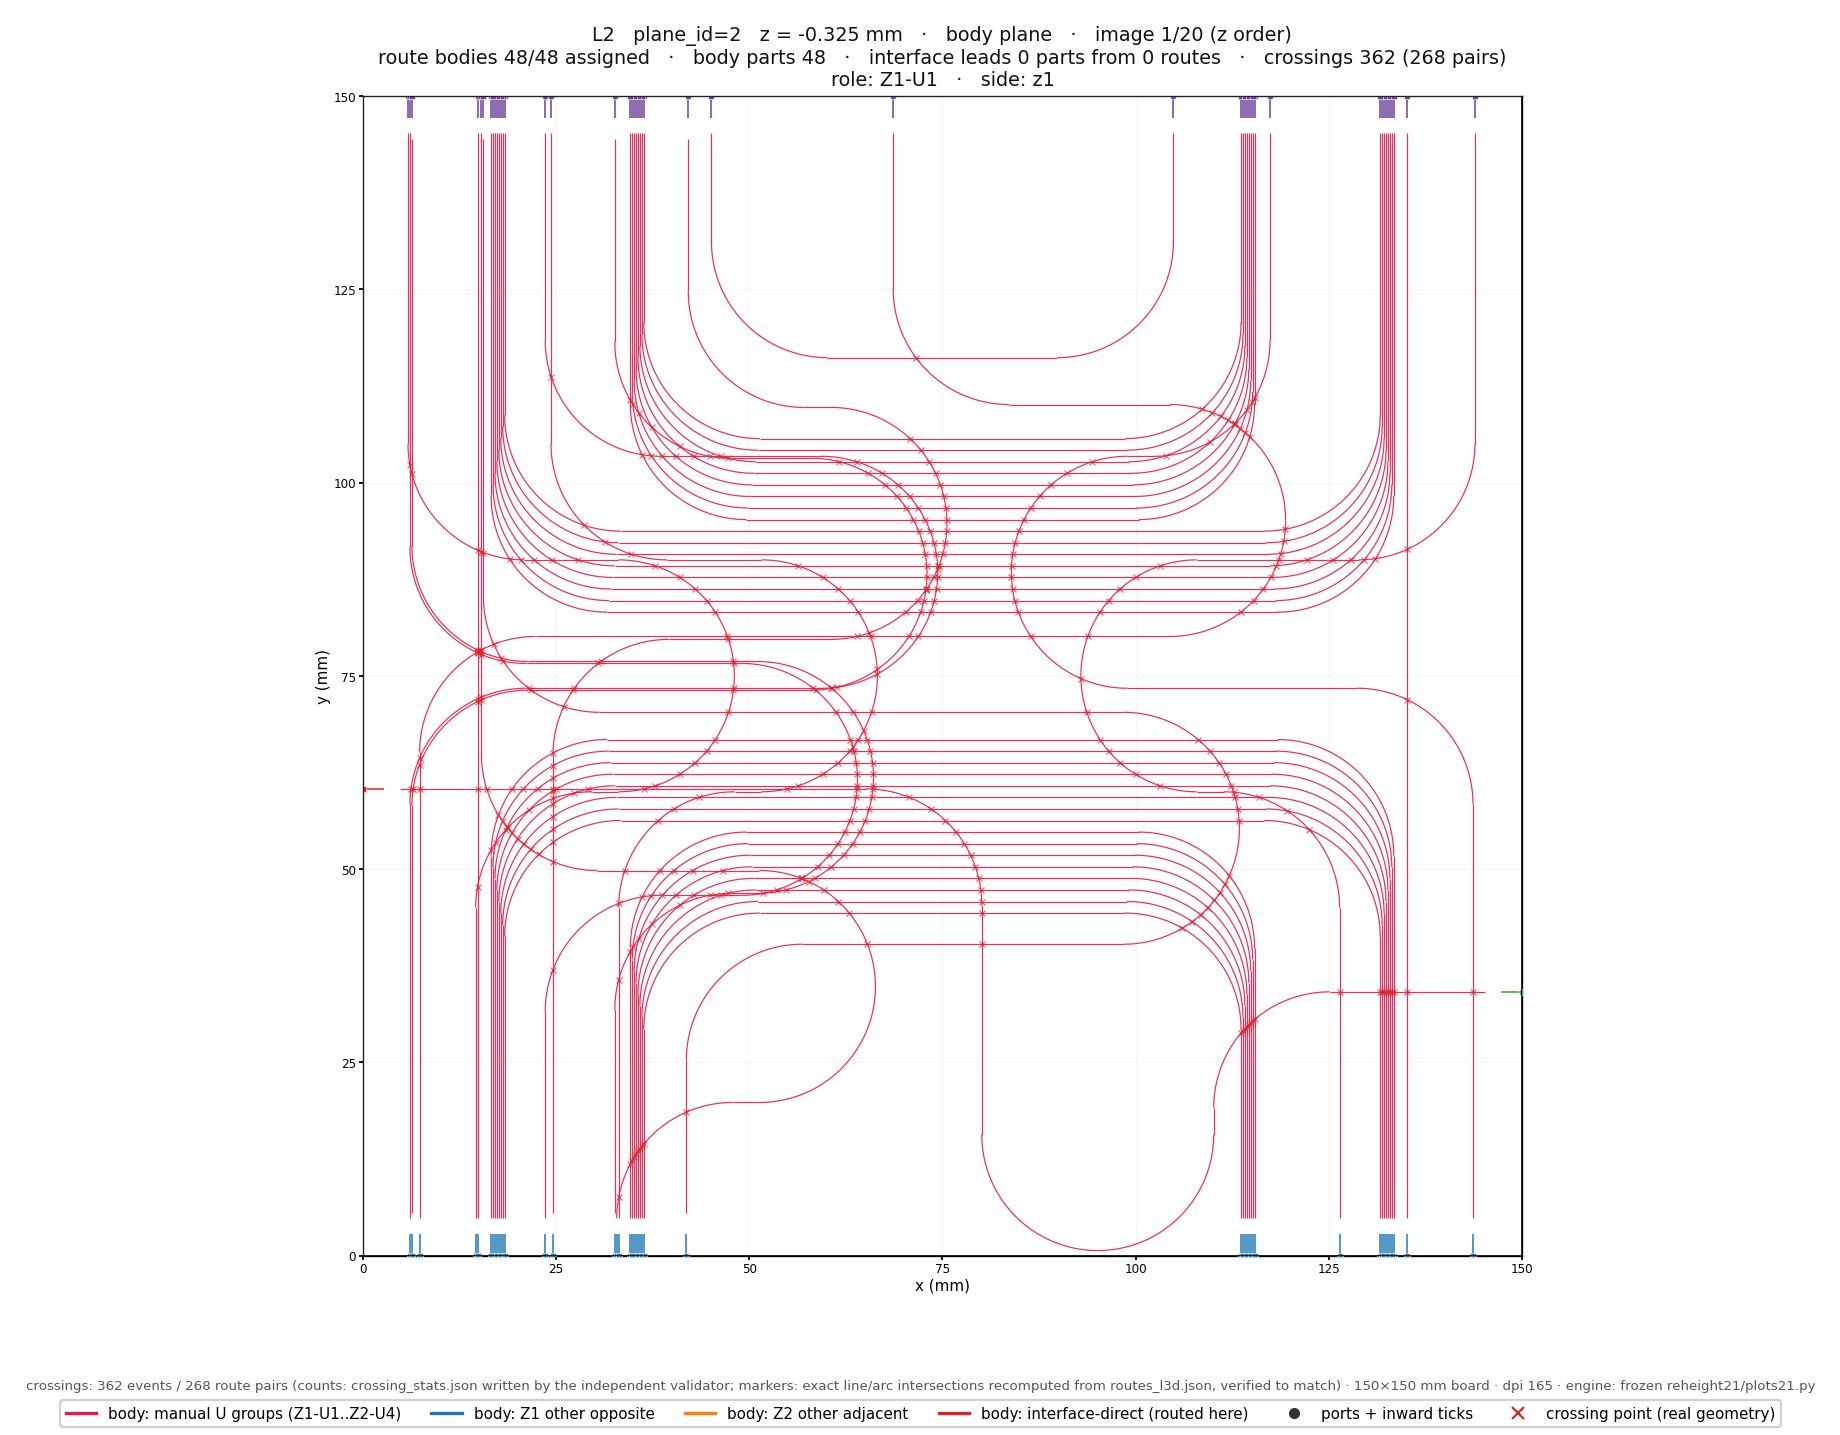 L2   plane_id=2   z = -0.325 mm   ·   body plane   ·   image 1/20 (z order)
route bodies 48/48 assigned   ·   body parts 48   ·   interface leads 0 parts from 0 routes   ·   crossings 362 (268 pairs)
role: Z1-U1   ·   side: z1
150
125
100
75
50
25
0
y (mm)
0 25 50 75 100 125 150
x (mm)
crossings: 362 events / 268 route pairs (counts: crossing_stats.json written by the independent validator; markers: exact line/arc intersections recomputed from routes_l3d.json, verified to match) · 150×150 mm board · dpi 165 · engine: frozen reheight21/plots21.py
body: manual U groups (Z1-U1..Z2-U4) body: Z1 other opposite body: Z2 other adjacent body: interface-direct (routed here) ports + inward ticks crossing point (real geometry)